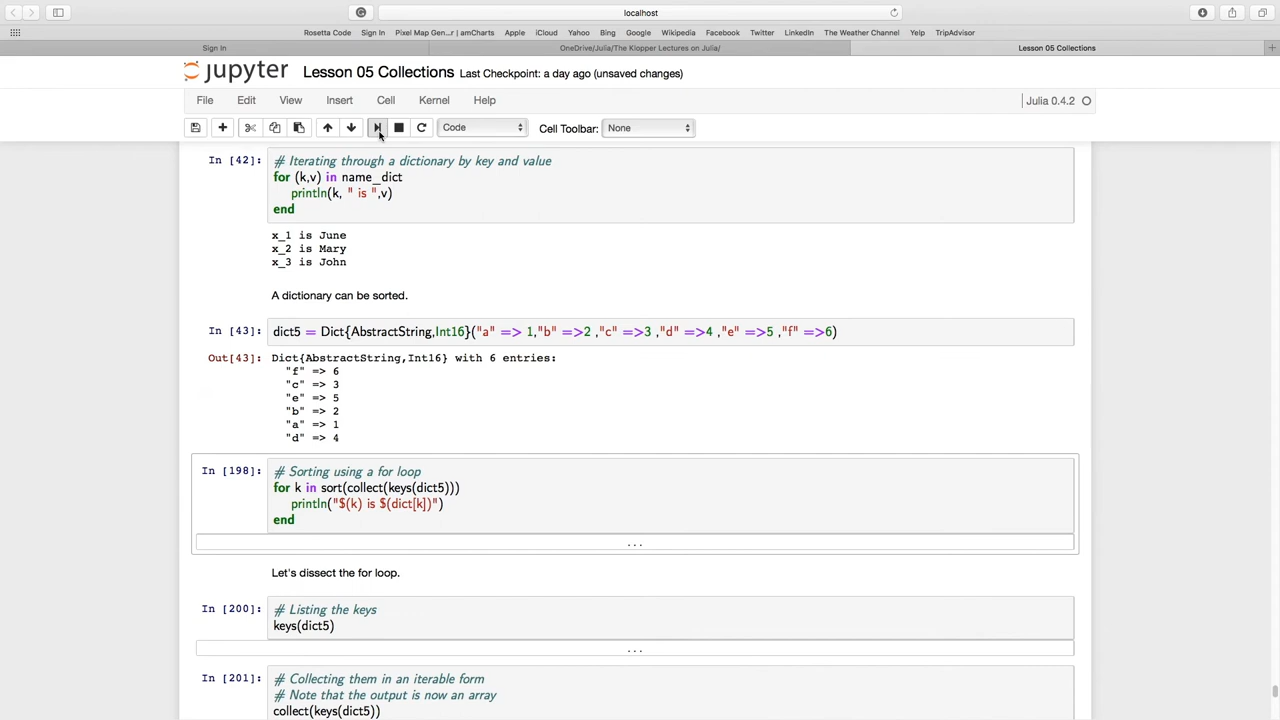 localhost
Rosetta Code Sign In Pixel Map Gen...r | amCharts Apple iCloud Yahoo Bing Google Wikipedia Facebook Twitter LinkedIn The Weather Channel Yelp TripAdvisor
Sign In OneDrive/Julia/The Klopper Lectures on Julia/ Lesson 05 Collections
jupyter Lesson 05 Collections Last Checkpoint: a day ago (unsaved changes)
File Edit View Insert Cell Kernel Help Julia 0.4.2
Code Cell Toolbar: None
In [42]: # Iterating through a dictionary by key and value
for (k,v) in name_dict
println(k, " is ",v)
end
x_1 is June
x_2 is Mary
x_3 is John
A dictionary can be sorted.
In [43]: dict5 = Dict{AbstractString,Int16}("a" => 1,"b" =>2 ,"c" =>3 ,"d" =>4 ,"e" =>5 ,"f" =>6)
Out[43]: Dict{AbstractString,Int16} with 6 entries:
"f" => 6
"c" => 3
"e" => 5
"b" => 2
"a" => 1
"d" => 4
In [198]: # Sorting using a for loop
for k in sort(collect(keys(dict5)))
println("$(k) is $(dict[k])")
end
...
Let's dissect the for loop.
In [200]: # Listing the keys
keys(dict5)
...
In [201]: # Collecting them in an iterable form
# Note that the output is now an array
collect(keys(dict5))